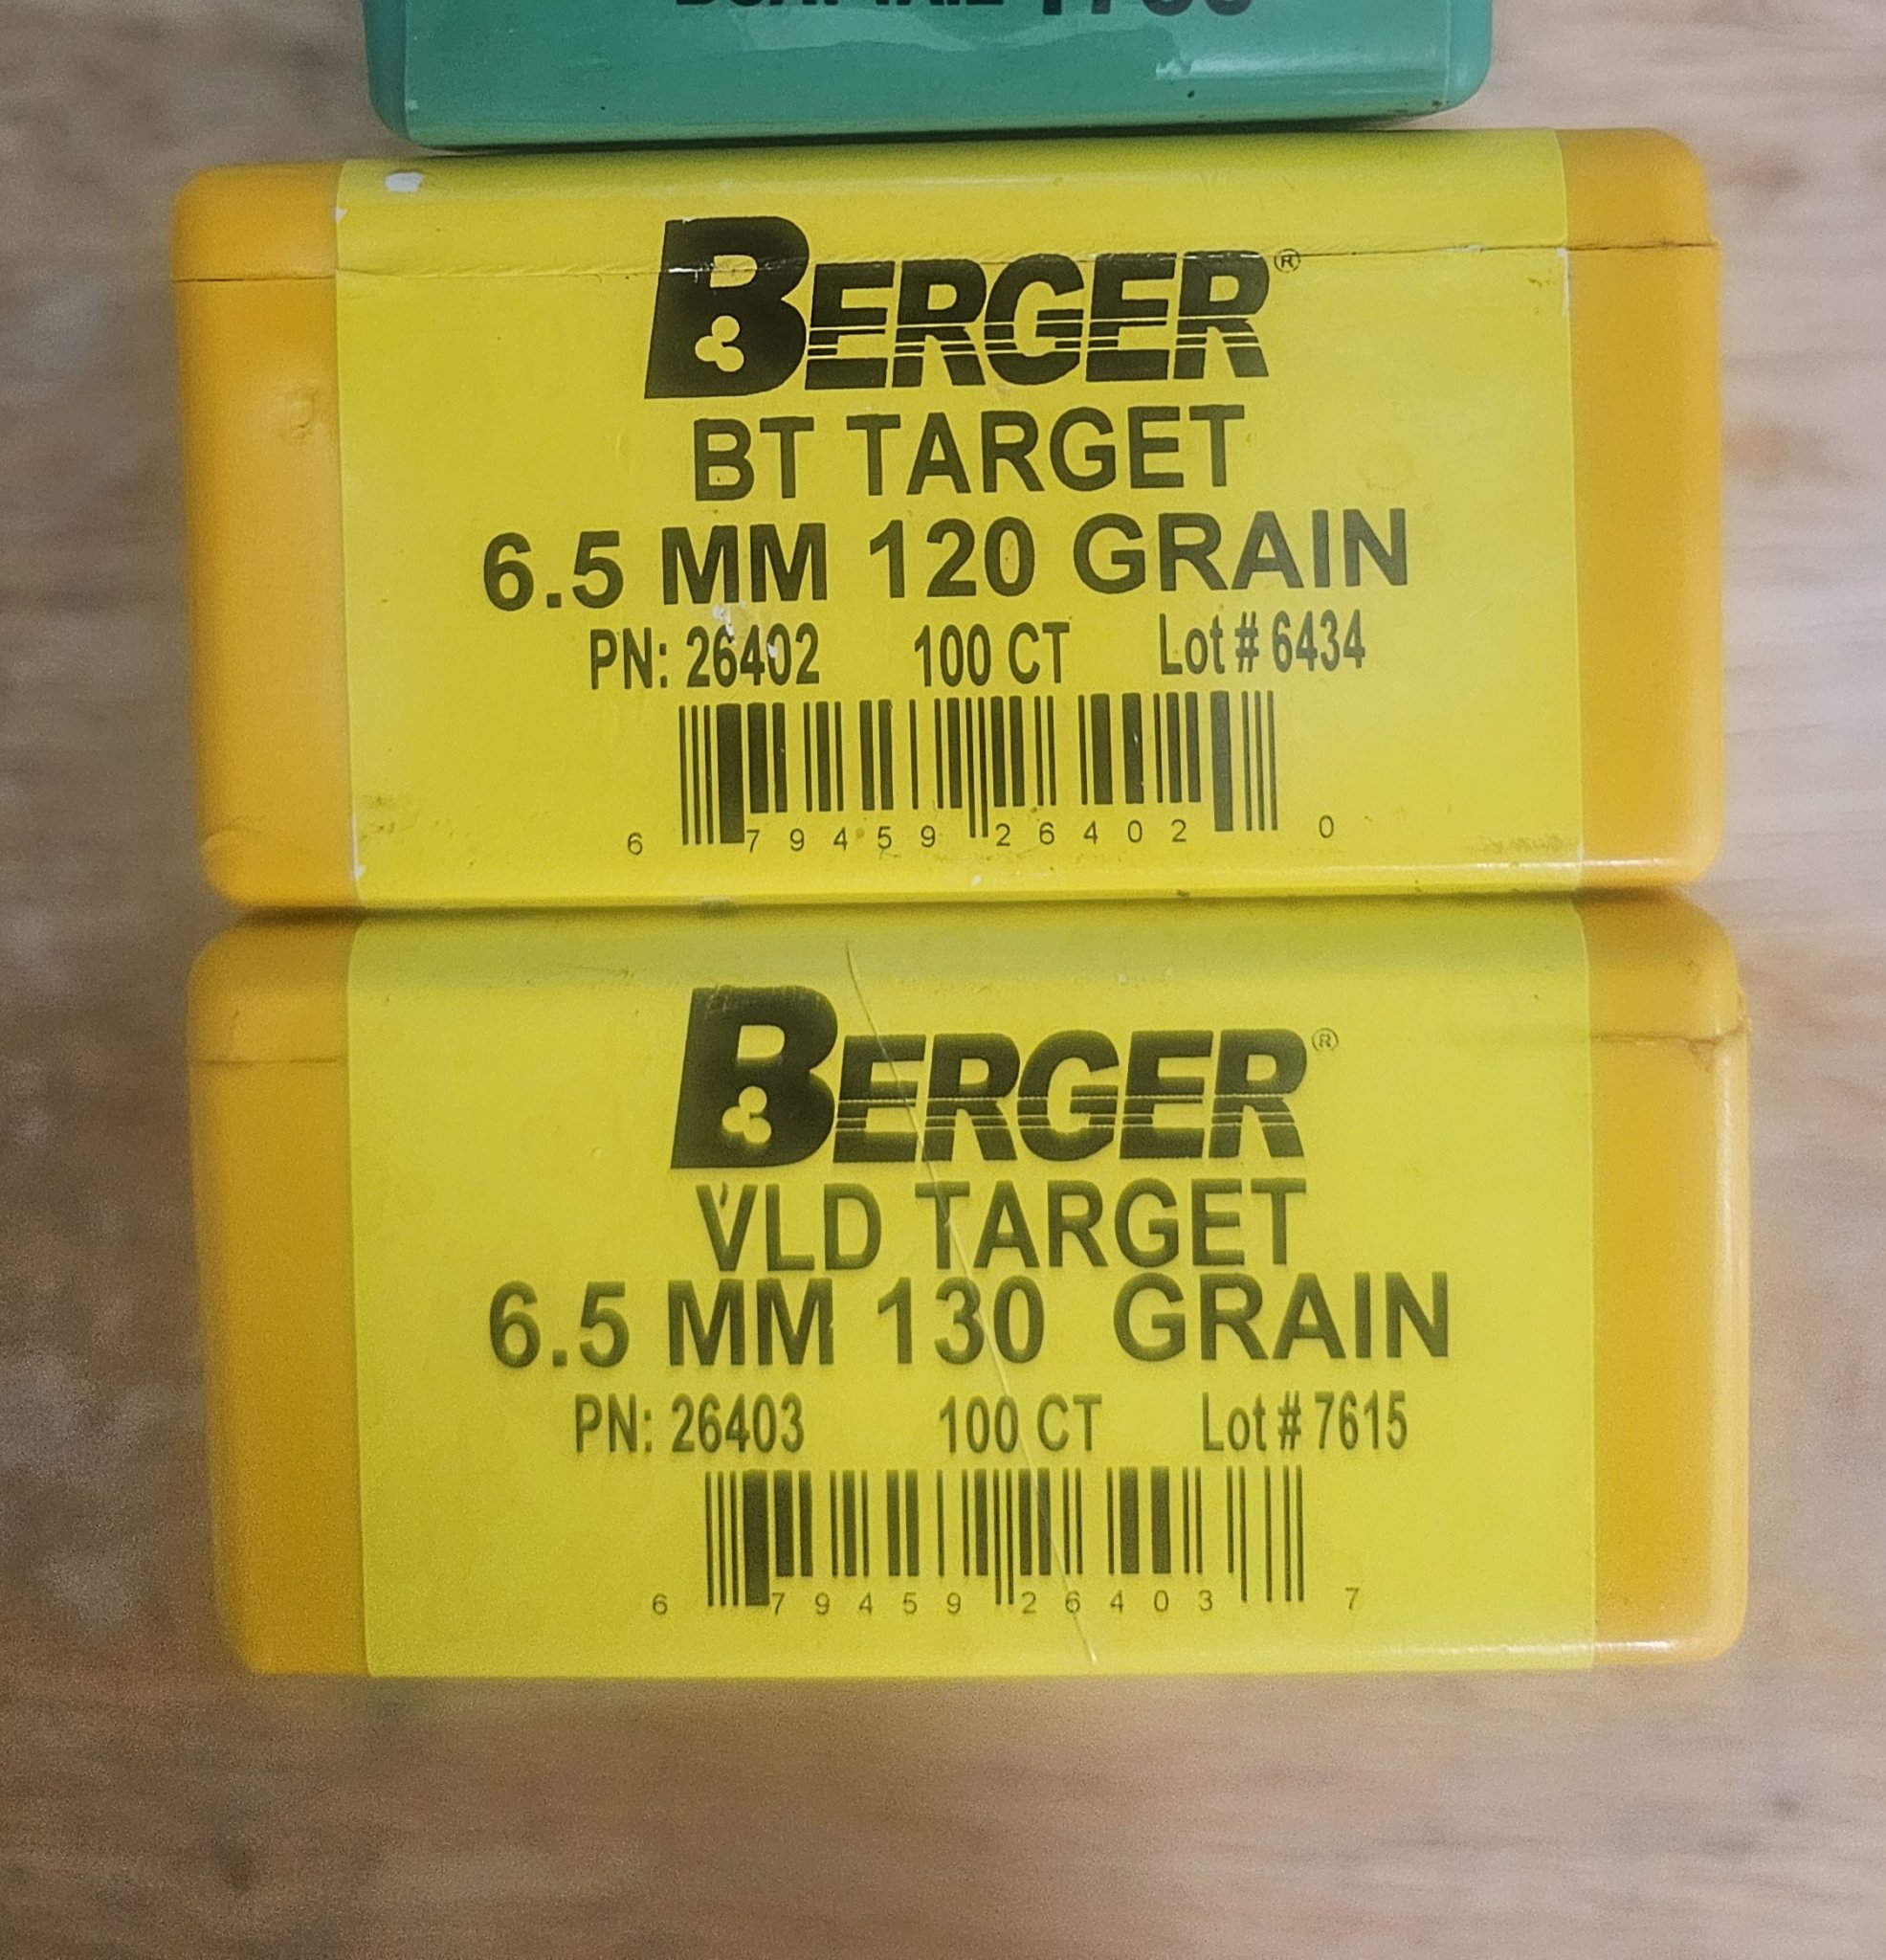 BERGER®
BT TARGET
6.5 MM 120 GRAIN
PN: 26402 100 CT Lot # 6434
6 79459 26402 0
BERGER®
VLD TARGET
6.5 MM 130 GRAIN
PN: 26403 100 CT Lot # 7615
6 79459 26403 7